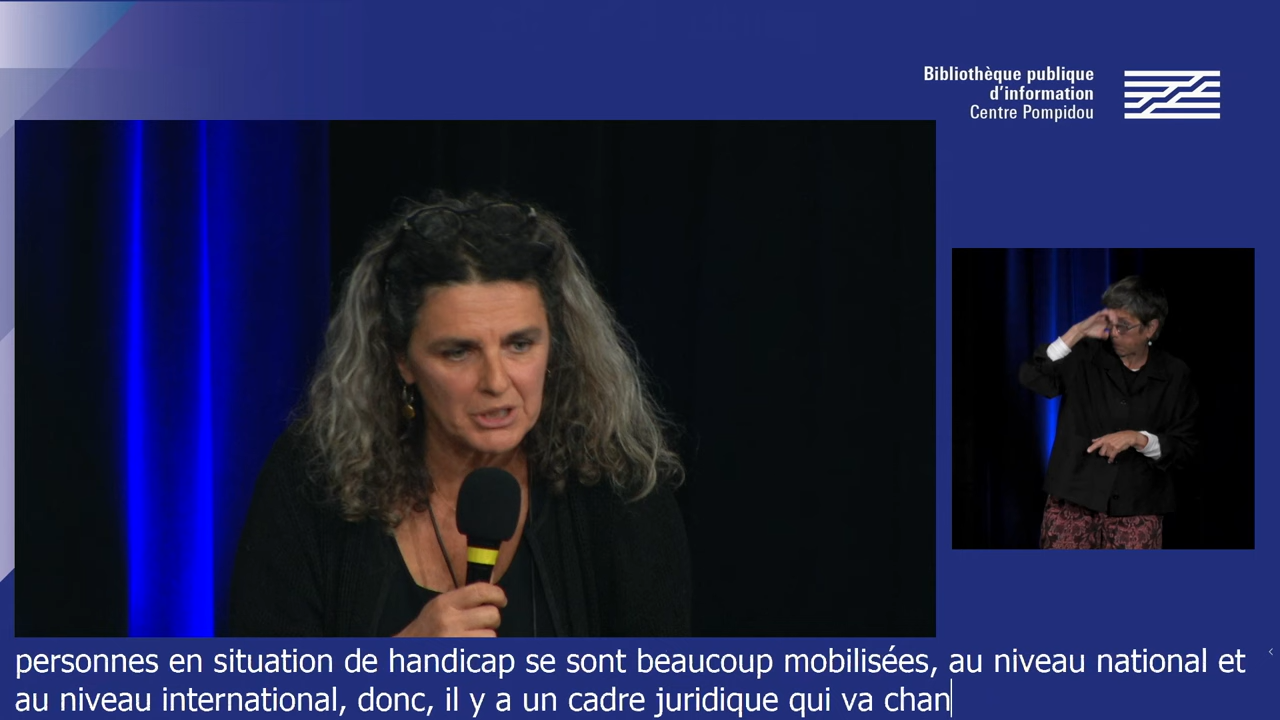 Bibliothèque publique
d'information
Centre Pompidou
personnes en situation de handicap se sont beaucoup mobilisées, au niveau national et
au niveau international, donc, il y a un cadre juridique qui va chan